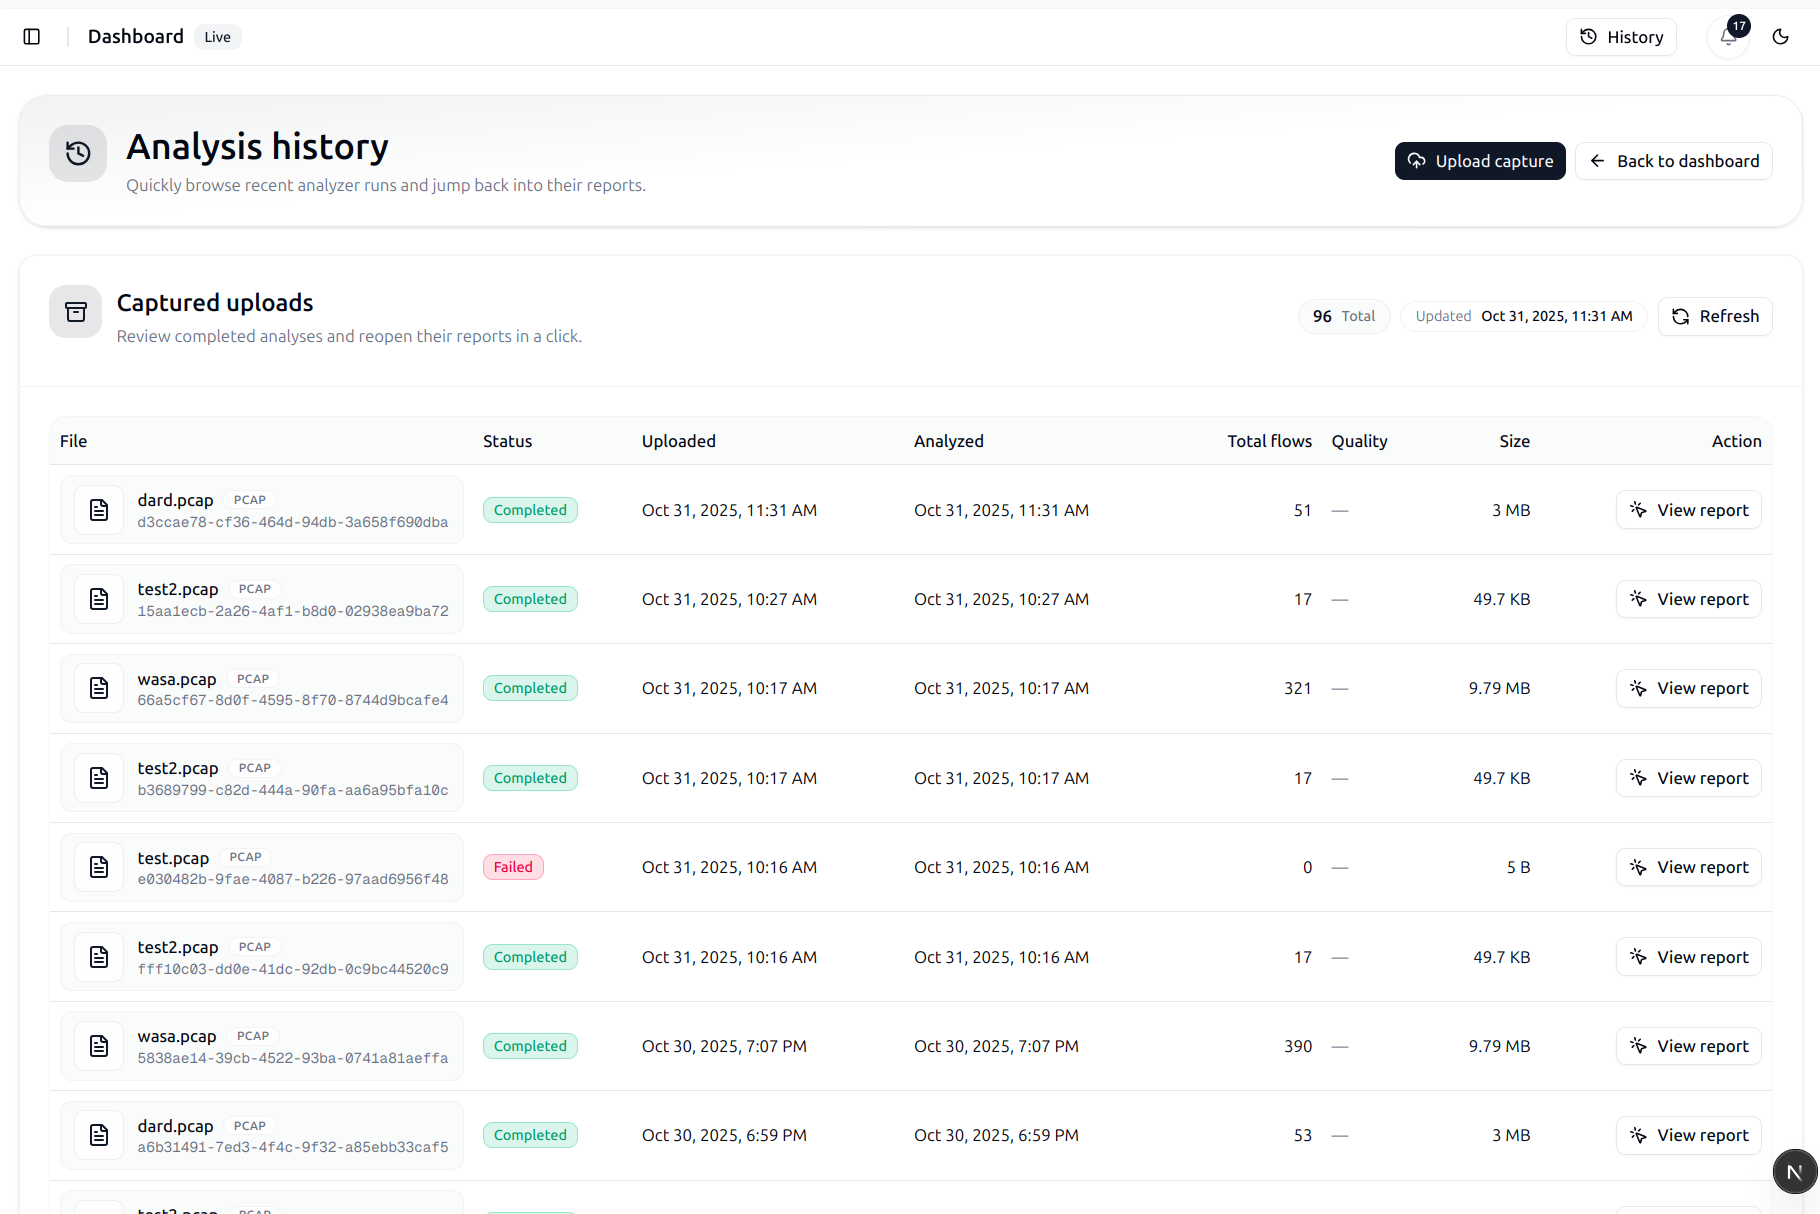 Dashboard Live History 17
Analysis history
Quickly browse recent analyzer runs and jump back into their reports.
Upload capture Back to dashboard
Captured uploads
Review completed analyses and reopen their reports in a click.
96 Total Updated Oct 31, 2025, 11:31 AM Refresh
File Status Uploaded Analyzed Total flows Quality Size Action
dard.pcap PCAP
d3ccae78-cf36-464d-94db-3a658f690dba
Completed Oct 31, 2025, 11:31 AM Oct 31, 2025, 11:31 AM 51 — 3 MB View report
test2.pcap PCAP
15aa1ecb-2a26-4af1-b8d0-02938ea9ba72
Completed Oct 31, 2025, 10:27 AM Oct 31, 2025, 10:27 AM 17 — 49.7 KB View report
wasa.pcap PCAP
66a5cf67-8d0f-4595-8f70-8744d9bcafe4
Completed Oct 31, 2025, 10:17 AM Oct 31, 2025, 10:17 AM 321 — 9.79 MB View report
test2.pcap PCAP
b3689799-c82d-444a-90fa-aa6a95bfa10c
Completed Oct 31, 2025, 10:17 AM Oct 31, 2025, 10:17 AM 17 — 49.7 KB View report
test.pcap PCAP
e030482b-9fae-4087-b226-97aad6956f48
Failed Oct 31, 2025, 10:16 AM Oct 31, 2025, 10:16 AM 0 — 5 B View report
test2.pcap PCAP
fff10c03-dd0e-41dc-92db-0c9bc44520c9
Completed Oct 31, 2025, 10:16 AM Oct 31, 2025, 10:16 AM 17 — 49.7 KB View report
wasa.pcap PCAP
5838ae14-39cb-4522-93ba-0741a81aeffa
Completed Oct 30, 2025, 7:07 PM Oct 30, 2025, 7:07 PM 390 — 9.79 MB View report
dard.pcap PCAP
a6b31491-7ed3-4f4c-9f32-a85ebb33caf5
Completed Oct 30, 2025, 6:59 PM Oct 30, 2025, 6:59 PM 53 — 3 MB View report
N
test2.pcap PCAP